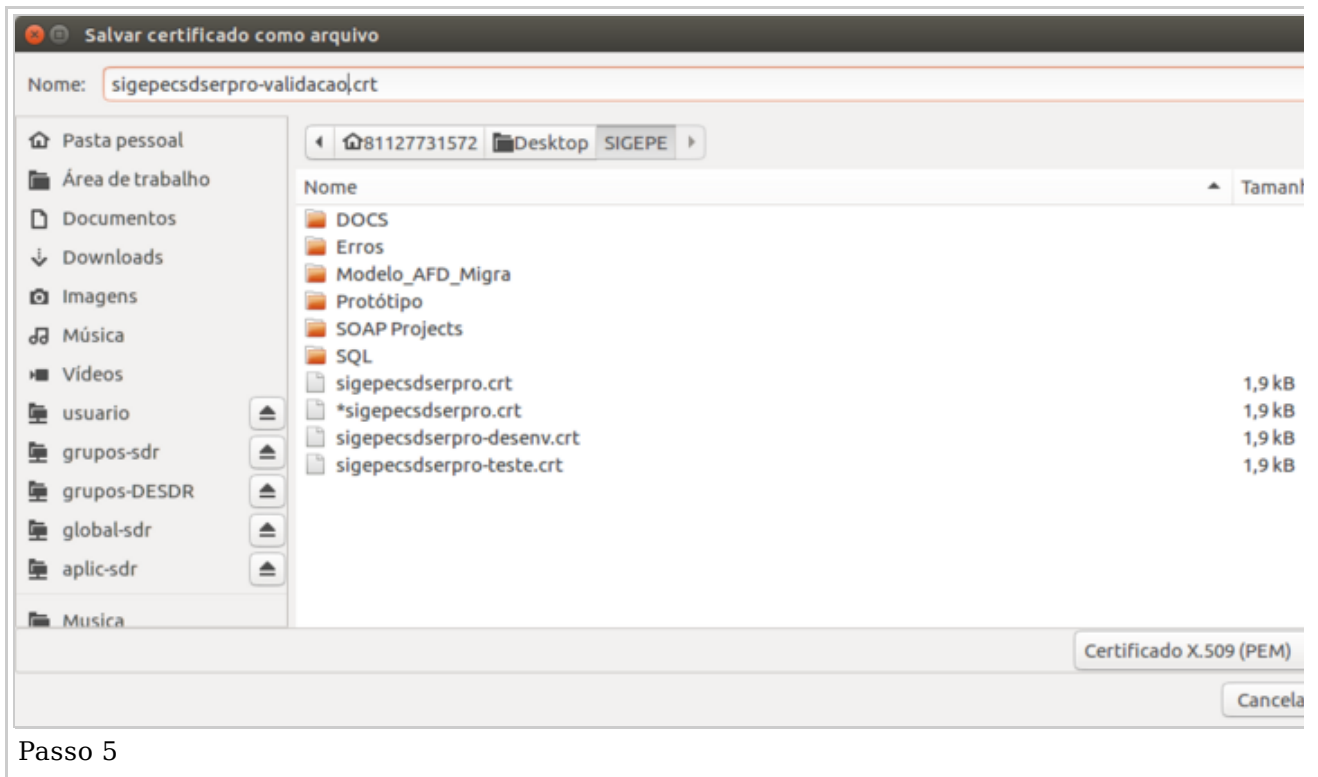 Salvar certificado como arquivo
Nome: sigepecsdserpro-validacao.crt
Pasta pessoal
Área de trabalho
Documentos
Downloads
Imagens
Música
Vídeos
usuario
grupos-sdr
grupos-DESDR
global-sdr
aplic-sdr
Musica
81127731572 Desktop SIGEPE
Nome Tamanh
DOCS
Erros
Modelo_AFD_Migra
Protótipo
SOAP Projects
SQL
sigepecsdserpro.crt 1,9 kB
*sigepecsdserpro.crt 1,9 kB
sigepecsdserpro-desenv.crt 1,9 kB
sigepecsdserpro-teste.crt 1,9 kB
Certificado X.509 (PEM)
Cancela
Passo 5